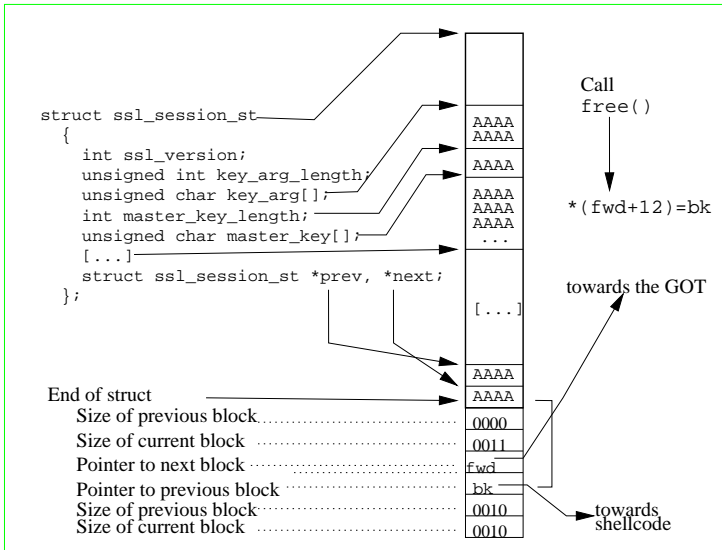 struct ssl_session_st
{
int ssl_version;
unsigned int key_arg_length;
unsigned char key_arg[];
int master_key_length;
unsigned char master_key[];
[...]
struct ssl_session_st *prev, *next;
};
End of struct
Size of previous block
Size of current block
Pointer to next block
Pointer to previous block
Size of previous block
Size of current block
AAAA
AAAA
AAAA
AAAA
AAAA
AAAA
...
[...]
AAAA
AAAA
0000
0011
fwd
bk
0010
0010
Call
free()
*(fwd+12)=bk
towards the GOT
towards
shellcode